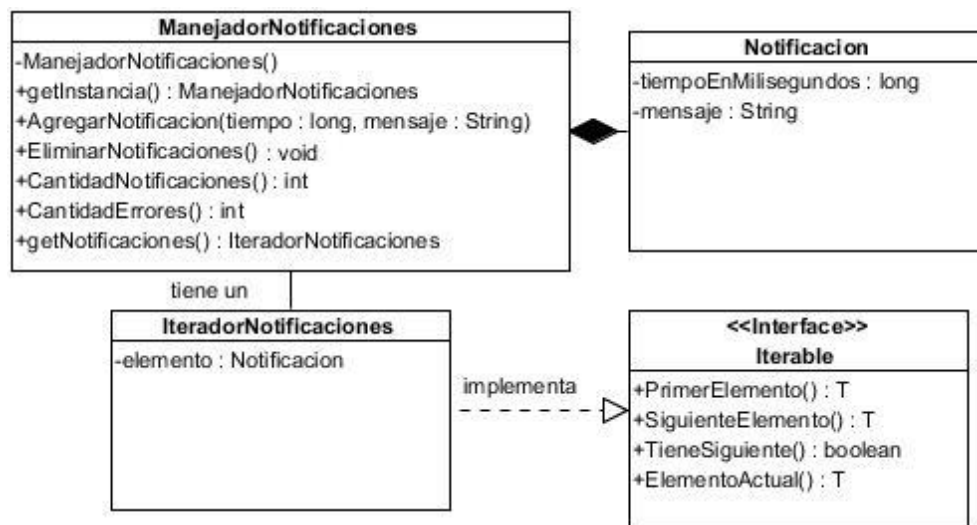 ManejadorNotificaciones
-ManejadorNotificaciones()
+getInstancia() : ManejadorNotificaciones
+AgregarNotificacion(tiempo : long, mensaje : String)
+EliminarNotificaciones() : void
+CantidadNotificaciones() : int
+CantidadErrores() : int
+getNotificaciones() : IteradorNotificaciones
Notificacion
-tiempoEnMilisegundos : long
-mensaje : String
tiene un
IteradorNotificaciones
-elemento : Notificacion
implementa
<<Interface>>
Iterable
+PrimerElemento() : T
+SiguienteElemento() : T
+TieneSiguiente() : boolean
+ElementoActual() : T